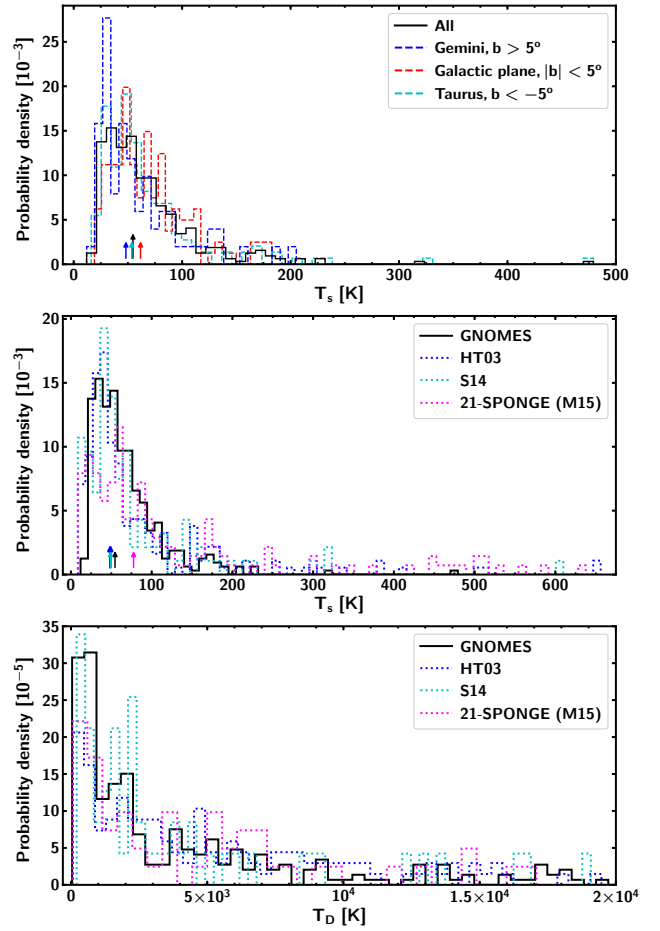 Probability density [10⁻³]
30
25
20
15
10
5
0
All
Gemini, b > 5°
Galactic plane, |b| < 5°
Taurus, b < −5°
0 100 200 300 400 500
Tₛ [K]
Probability density [10⁻³]
20
15
10
5
0
GNOMES
HT03
S14
21-SPONGE (M15)
0 100 200 300 400 500 600
Tₛ [K]
Probability density [10⁻⁵]
35
30
25
20
15
10
5
0
GNOMES
HT03
S14
21-SPONGE (M15)
0 5×10³ 10⁴ 1.5×10⁴ 2×10⁴
T_D [K]